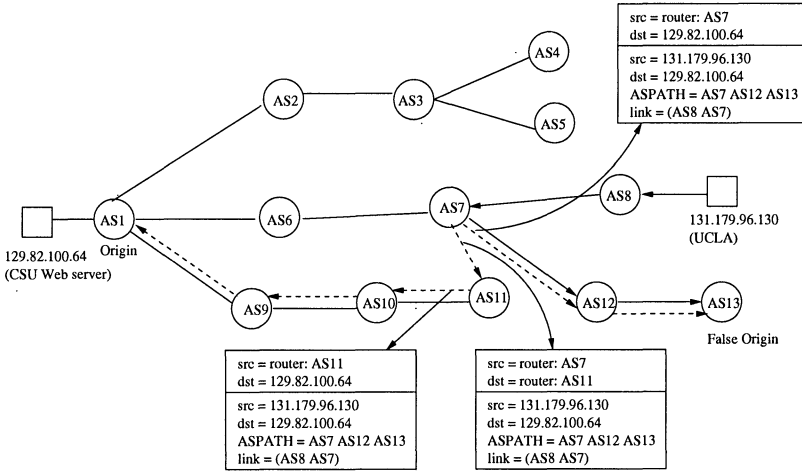 src = router: AS7
dst = 129.82.100.64
src = 131.179.96.130
dst = 129.82.100.64
ASPATH = AS7 AS12 AS13
link = (AS8 AS7)
AS4
AS2
AS3
AS5
AS8
131.179.96.130
(UCLA)
AS1
Origin
AS6
AS7
129.82.100.64
(CSU Web server)
AS9
AS10
AS11
AS12
AS13
False Origin
src = router: AS11
dst = 129.82.100.64
src = 131.179.96.130
dst = 129.82.100.64
ASPATH = AS7 AS12 AS13
link = (AS8 AS7)
src = router: AS7
dst = router: AS11
src = 131.179.96.130
dst = 129.82.100.64
ASPATH = AS7 AS12 AS13
link = (AS8 AS7)